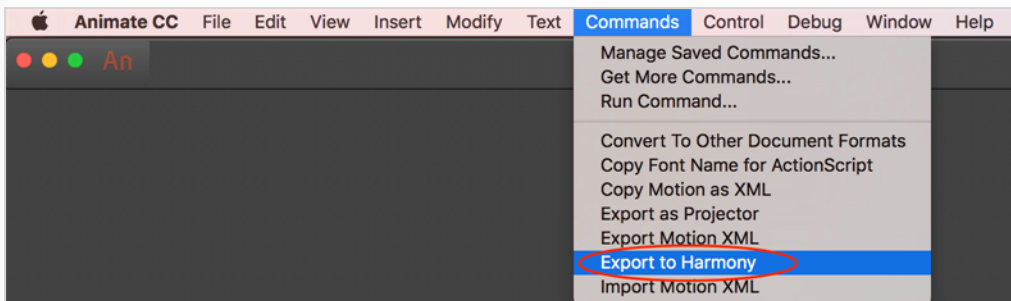 Animate CC File Edit View Insert Modify Text Commands Control Debug Window Help
An
Manage Saved Commands...
Get More Commands...
Run Command...
Convert To Other Document Formats
Copy Font Name for ActionScript
Copy Motion as XML
Export as Projector
Export Motion XML
Export to Harmony
Import Motion XML